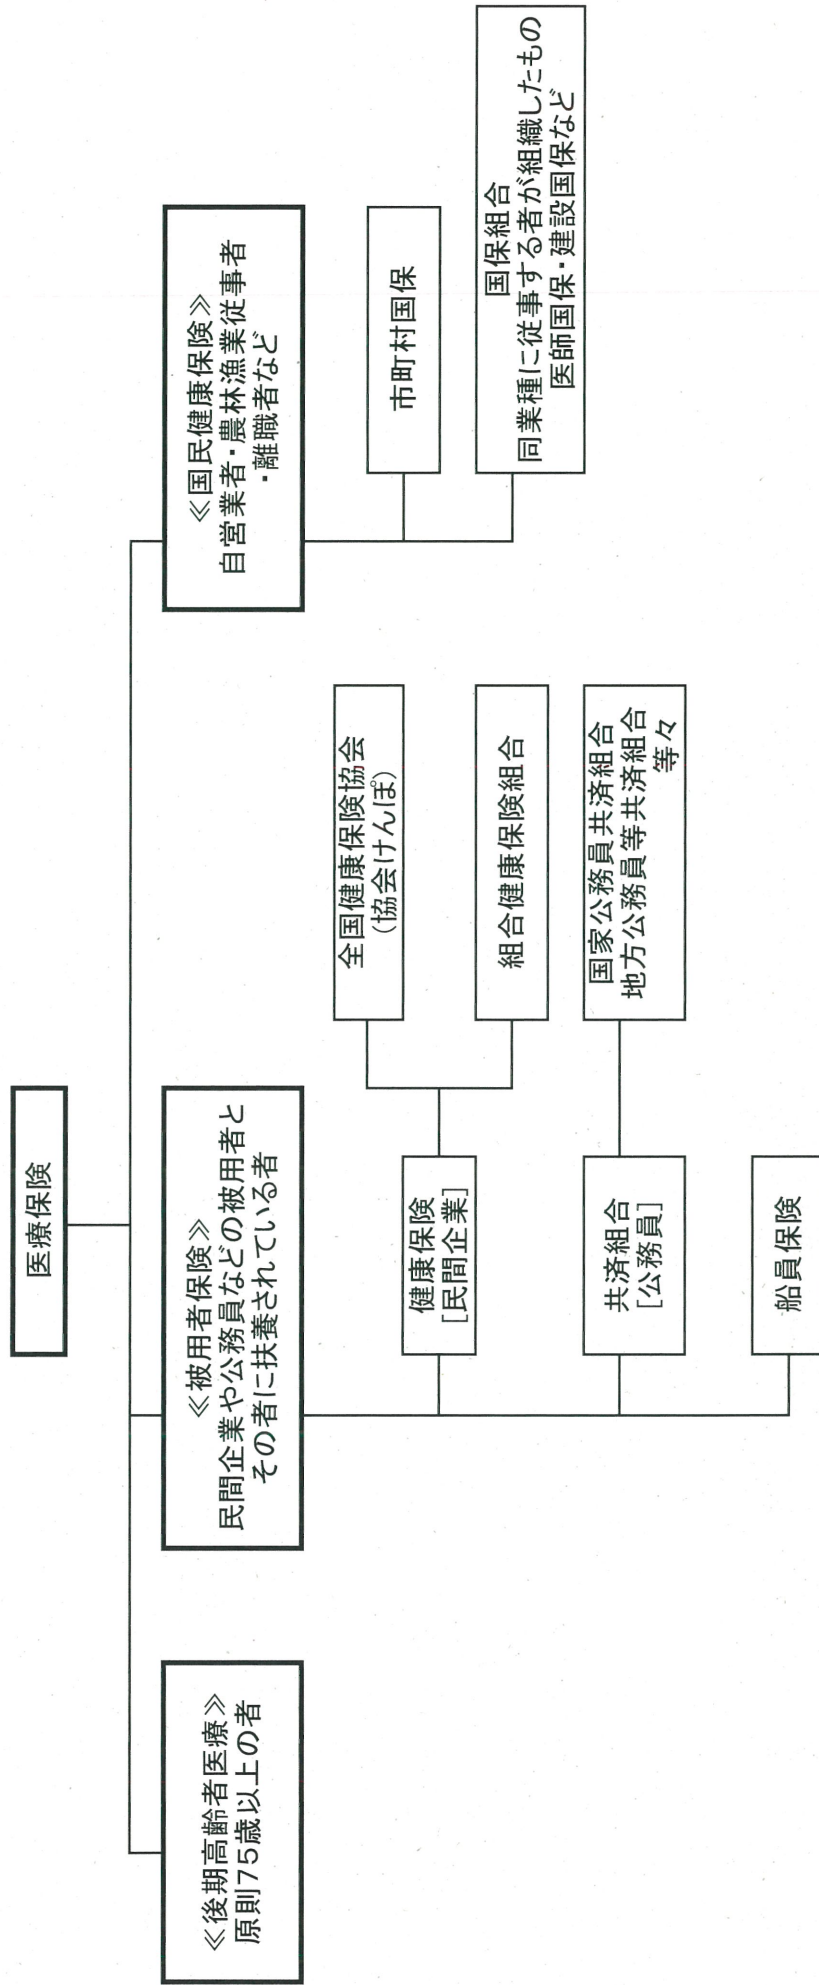 医療保険
≪後期高齢者医療≫
原則75歳以上の者
≪被用者保険≫
民間企業や公務員などの被用者と
その者に扶養されている者
健康保険
[民間企業]
全国健康保険協会
(協会けんぽ)
組合健康保険組合
共済組合
[公務員]
国家公務員共済組合
地方公務員等共済組合
等々
船員保険
≪国民健康保険≫
自営業者・農林漁業従事者
・離職者など
市町村国保
国保組合
同業種に従事する者が組織したもの
医師国保・建設国保など